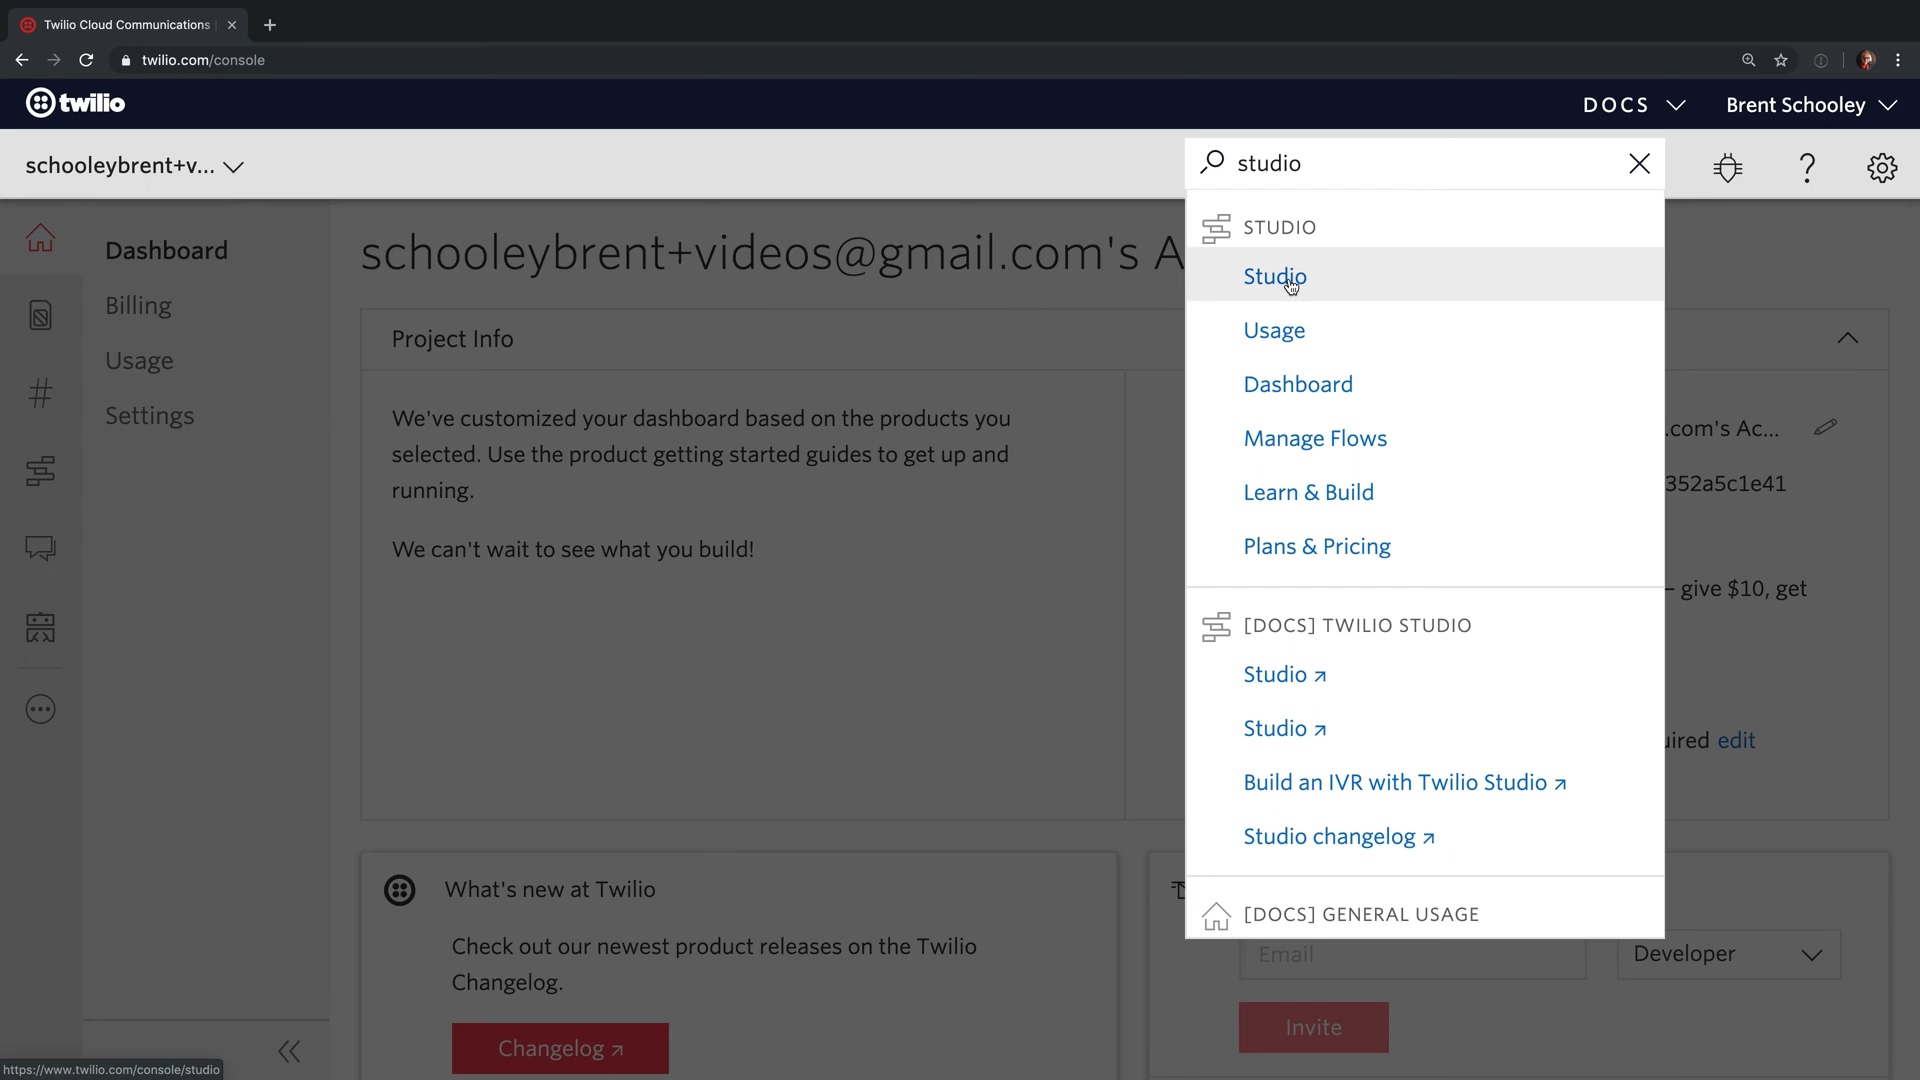 Twilio Cloud Communications |
twilio.com/console
twilio
DOCS
Brent Schooley
schooleybrent+v...
studio
Dashboard
Billing
Usage
Settings
schooleybrent+videos@gmail.com's A
Project Info
We've customized your dashboard based on the products you
selected. Use the product getting started guides to get up and
running.
We can't wait to see what you build!
STUDIO
Studio
Usage
Dashboard
Manage Flows
Learn & Build
Plans & Pricing
[DOCS] TWILIO STUDIO
Studio
Studio
Build an IVR with Twilio Studio
Studio changelog
[DOCS] GENERAL USAGE
.com's Ac...
352a5c1e41
– give $10, get
uired edit
What's new at Twilio
Check out our newest product releases on the Twilio
Changelog.
Changelog
Email
Developer
Invite
https://www.twilio.com/console/studio